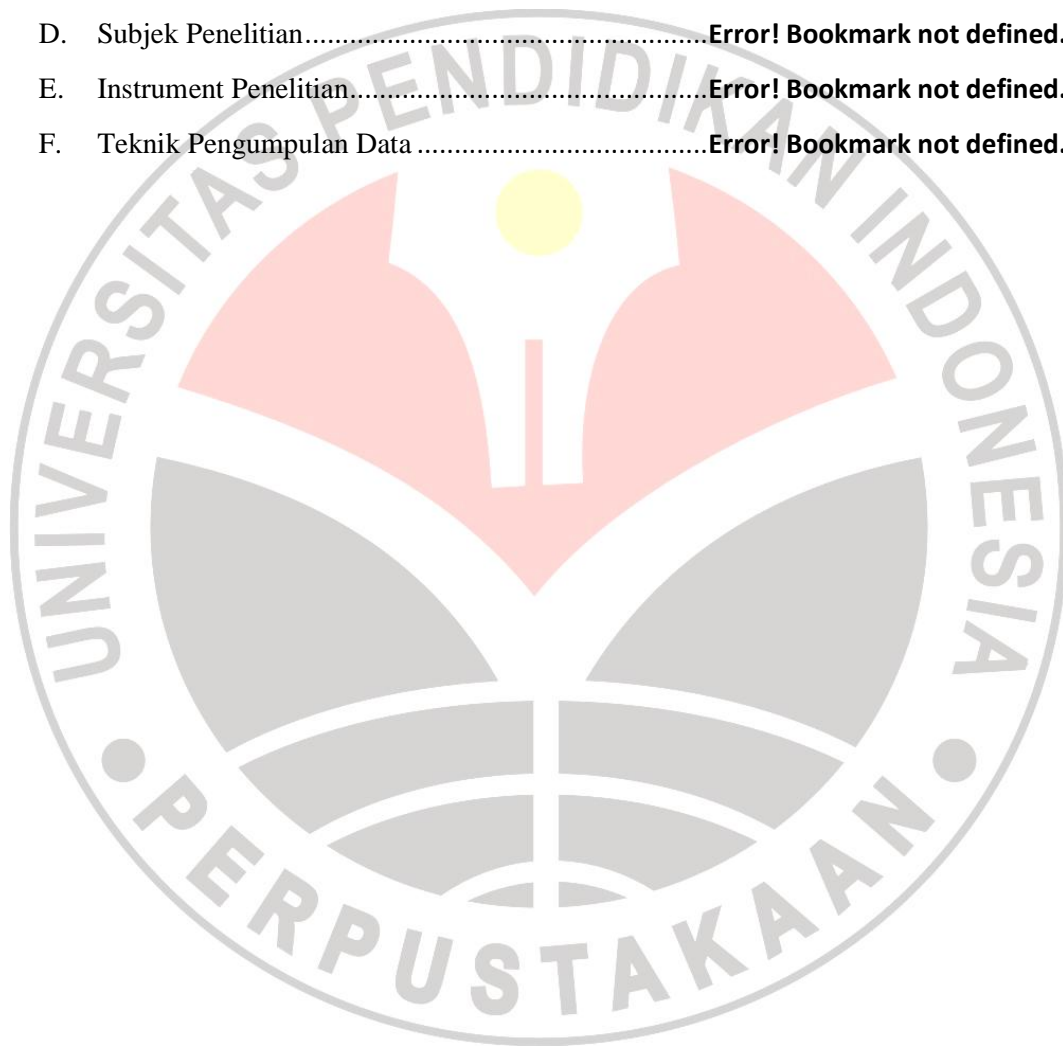 D. Subjek Penelitian......................................................Error! Bookmark not defined.
E. Instrument Penelitian................................................Error! Bookmark not defined.
F. Teknik Pengumpulan Data .......................................Error! Bookmark not defined.
UNIVERSITAS PENDIDIKAN INDONESIA
PERPUSTAKAAN